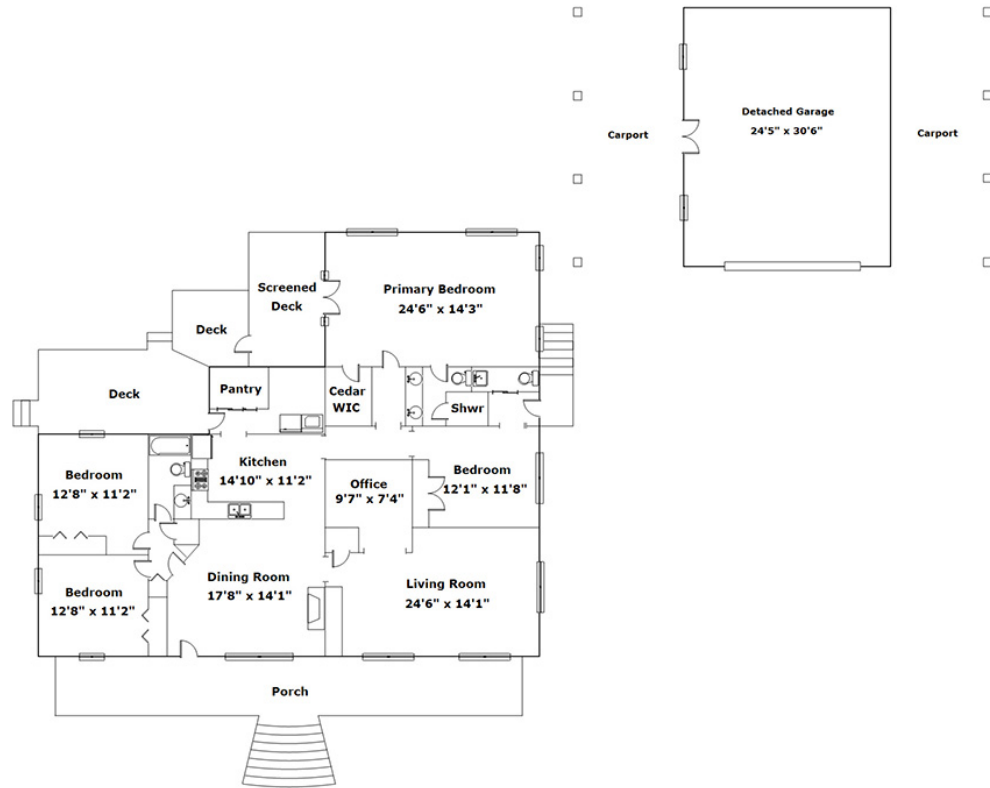 Detached Garage
24'5" x 30'6"
Carport
Carport
Screened
Deck
Primary Bedroom
24'6" x 14'3"
Deck
Deck
Pantry
Cedar
WIC
Shwr
Bedroom
12'8" x 11'2"
Kitchen
14'10" x 11'2"
Office
9'7" x 7'4"
Bedroom
12'1" x 11'8"
Bedroom
12'8" x 11'2"
Dining Room
17'8" x 14'1"
Living Room
24'6" x 14'1"
Porch